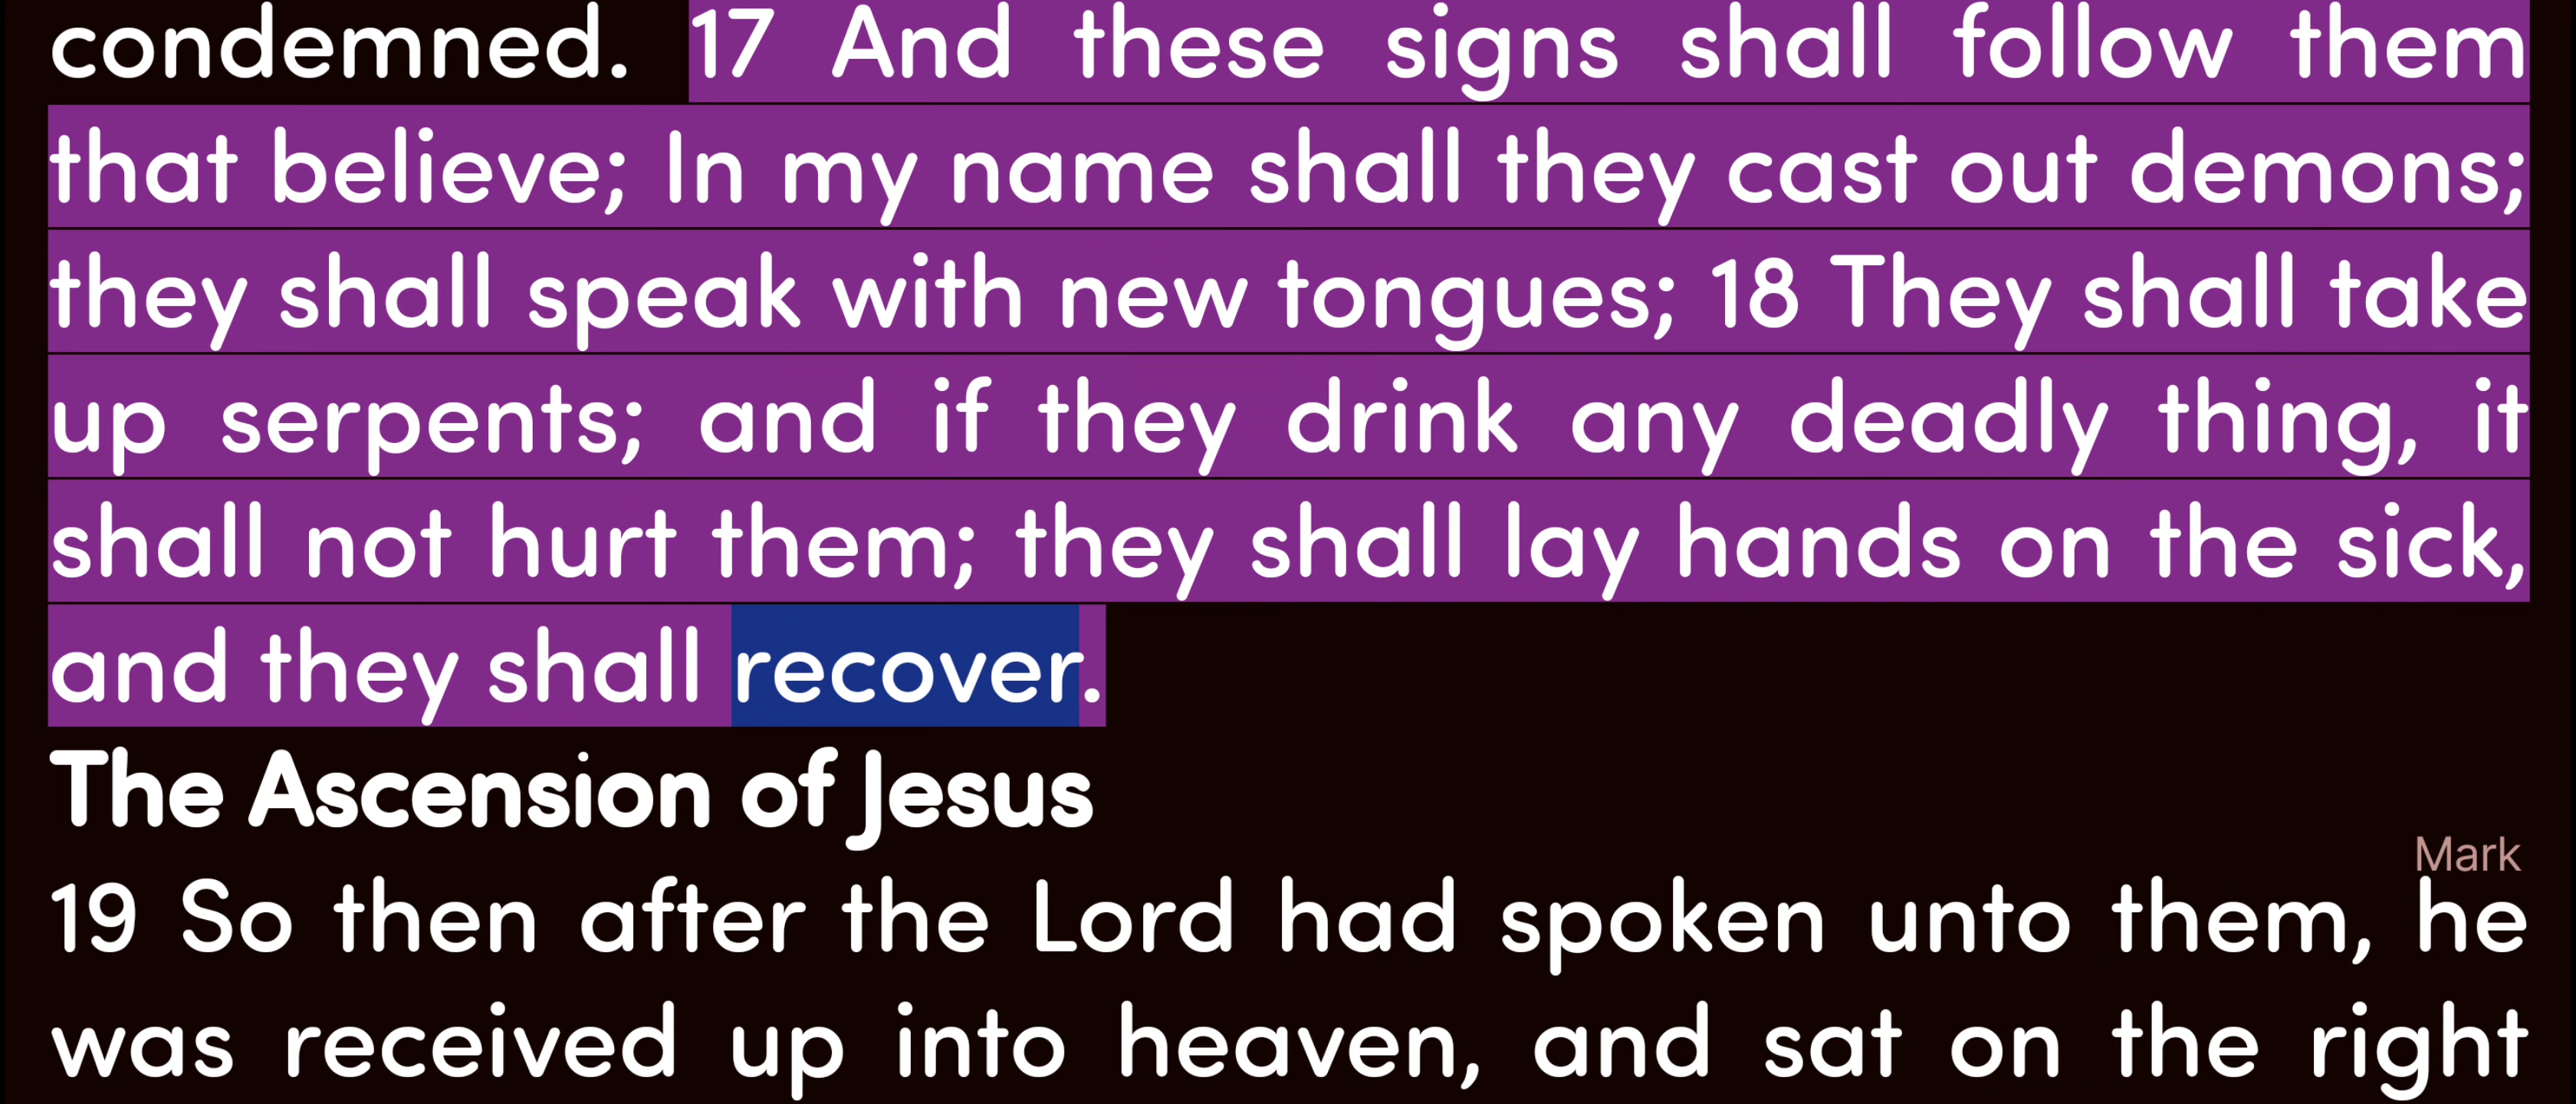 condemned. 17 And these signs shall follow them
that believe; In my name shall they cast out demons;
they shall speak with new tongues; 18 They shall take
up serpents; and if they drink any deadly thing, it
shall not hurt them; they shall lay hands on the sick,
and they shall recover.
The Ascension of Jesus
Mark
19 So then after the Lord had spoken unto them, he
was received up into heaven, and sat on the right